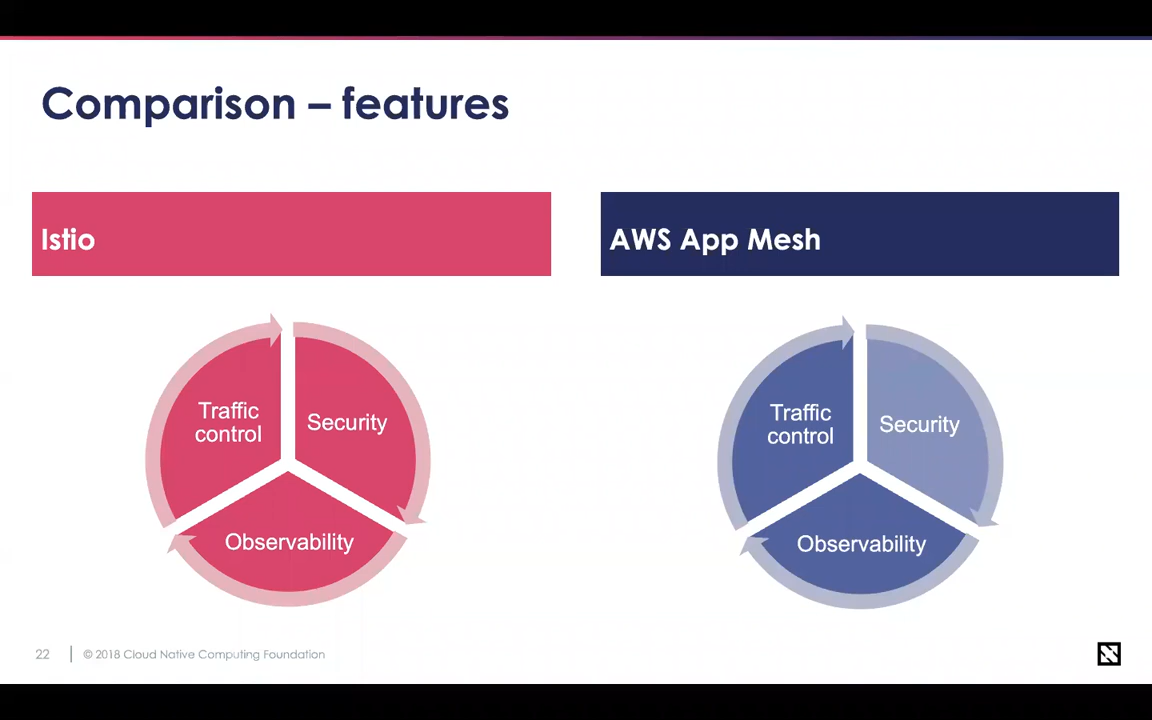 Comparison – features
Istio
AWS App Mesh
Traffic
control
Security
Observability
Traffic
control
Security
Observability
22
© 2018 Cloud Native Computing Foundation